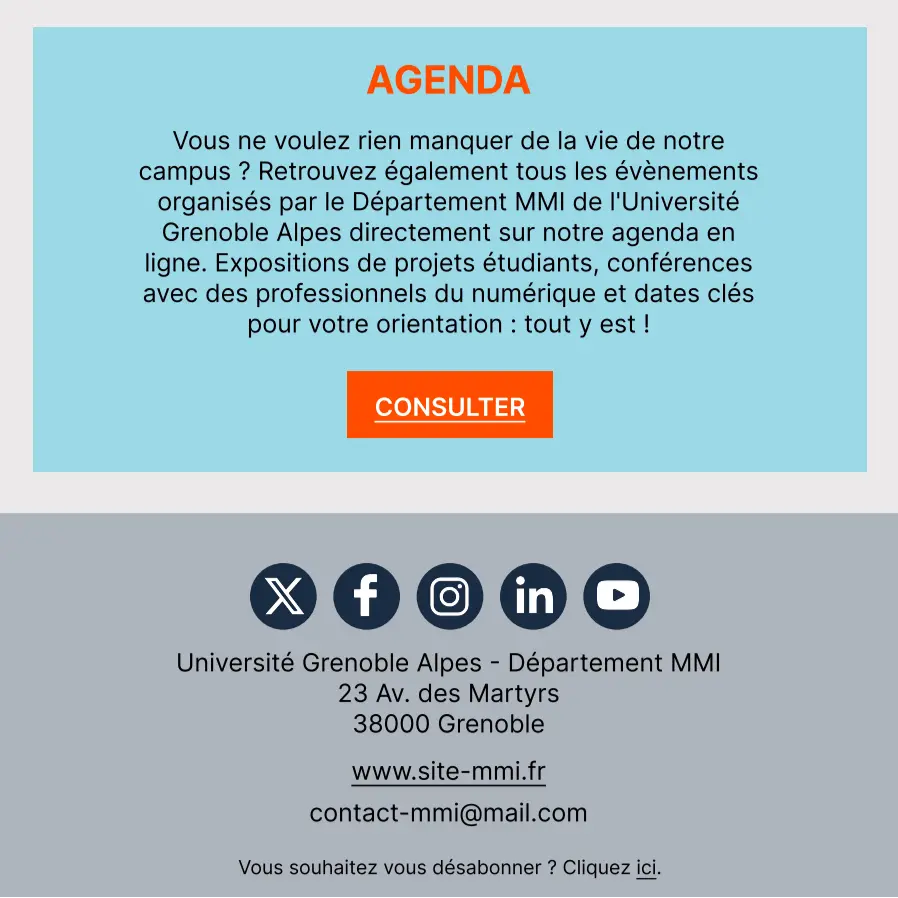 AGENDA
Vous ne voulez rien manquer de la vie de notre
campus ? Retrouvez également tous les évènements
organisés par le Département MMI de l'Université
Grenoble Alpes directement sur notre agenda en
ligne. Expositions de projets étudiants, conférences
avec des professionnels du numérique et dates clés
pour votre orientation : tout y est !
CONSULTER
Université Grenoble Alpes - Département MMI
23 Av. des Martyrs
38000 Grenoble
www.site-mmi.fr
contact-mmi@mail.com
Vous souhaitez vous désabonner ? Cliquez ici.